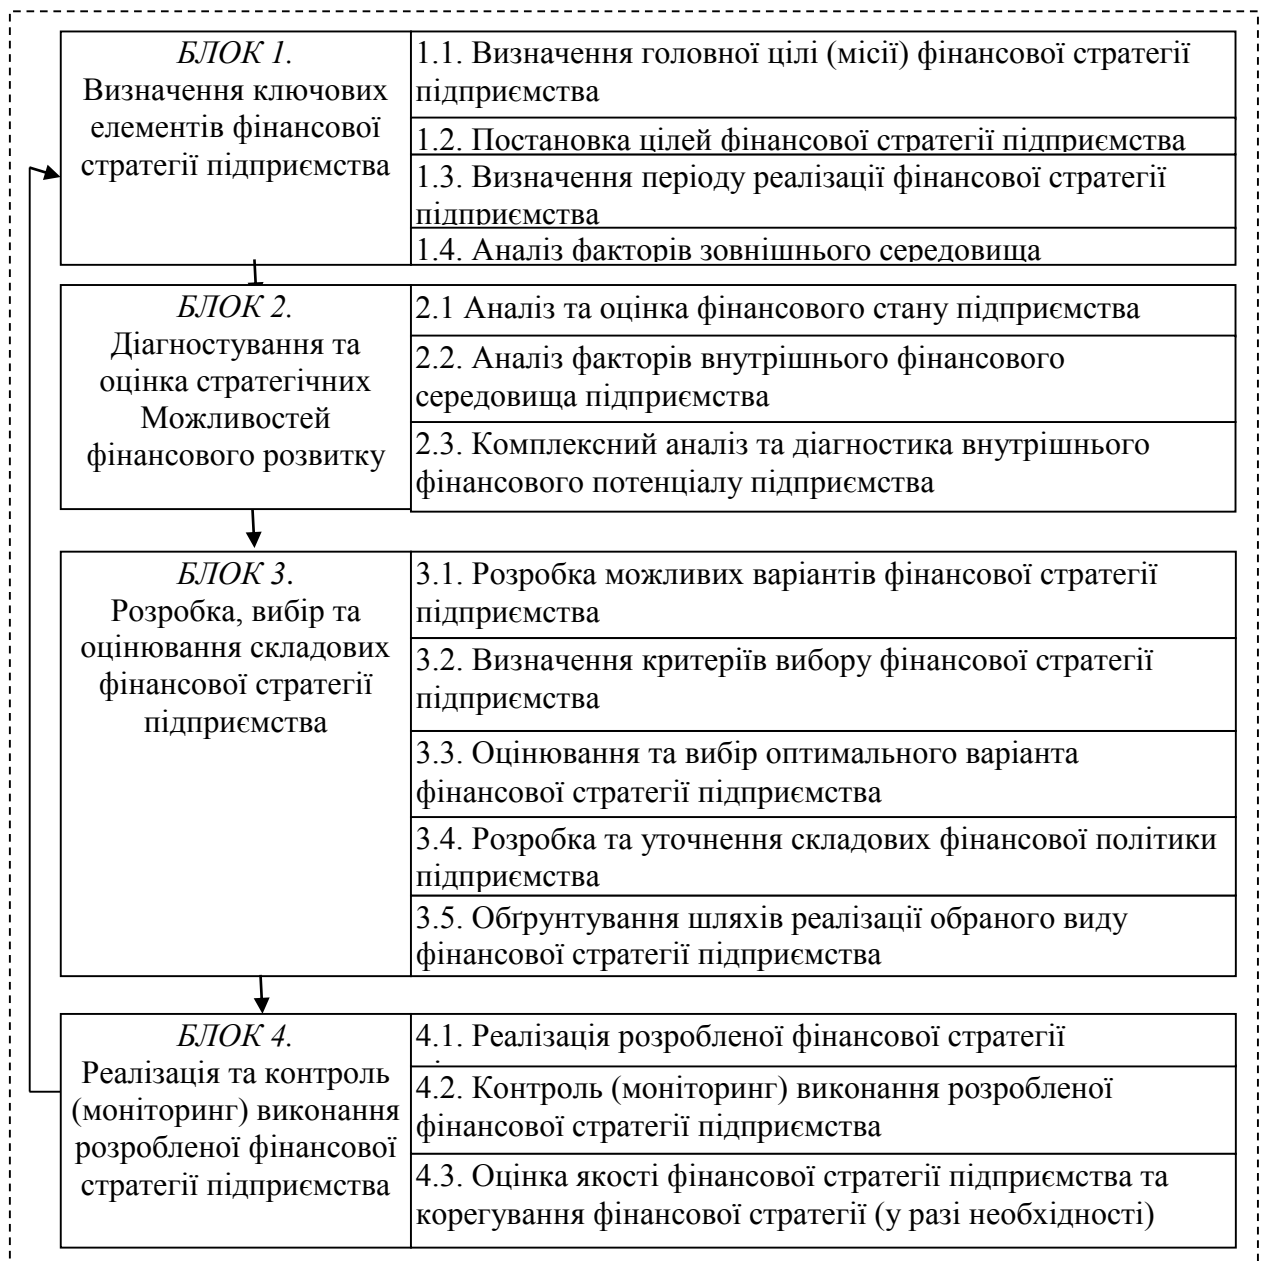 БЛОК 1.
Визначення ключових
елементів фінансової
стратегії підприємства
1.1. Визначення головної цілі (місії) фінансової стратегії
підприємства
1.2. Постановка цілей фінансової стратегії підприємства
1.3. Визначення періоду реалізації фінансової стратегії
підприємства
1.4. Аналіз факторів зовнішнього середовища
БЛОК 2.
Діагностування та
оцінка стратегічних
Можливостей
фінансового розвитку
2.1 Аналіз та оцінка фінансового стану підприємства
2.2. Аналіз факторів внутрішнього фінансового
середовища підприємства
2.3. Комплексний аналіз та діагностика внутрішнього
фінансового потенціалу підприємства
БЛОК 3.
Розробка, вибір та
оцінювання складових
фінансової стратегії
підприємства
3.1. Розробка можливих варіантів фінансової стратегії
підприємства
3.2. Визначення критеріїв вибору фінансової стратегії
підприємства
3.3. Оцінювання та вибір оптимального варіанта
фінансової стратегії підприємства
3.4. Розробка та уточнення складових фінансової політики
підприємства
3.5. Обґрунтування шляхів реалізації обраного виду
фінансової стратегії підприємства
БЛОК 4.
Реалізація та контроль
(моніторинг) виконання
розробленої фінансової
стратегії підприємства
4.1. Реалізація розробленої фінансової стратегії
4.2. Контроль (моніторинг) виконання розробленої
фінансової стратегії підприємства
4.3. Оцінка якості фінансової стратегії підприємства та
корегування фінансової стратегії (у разі необхідності)